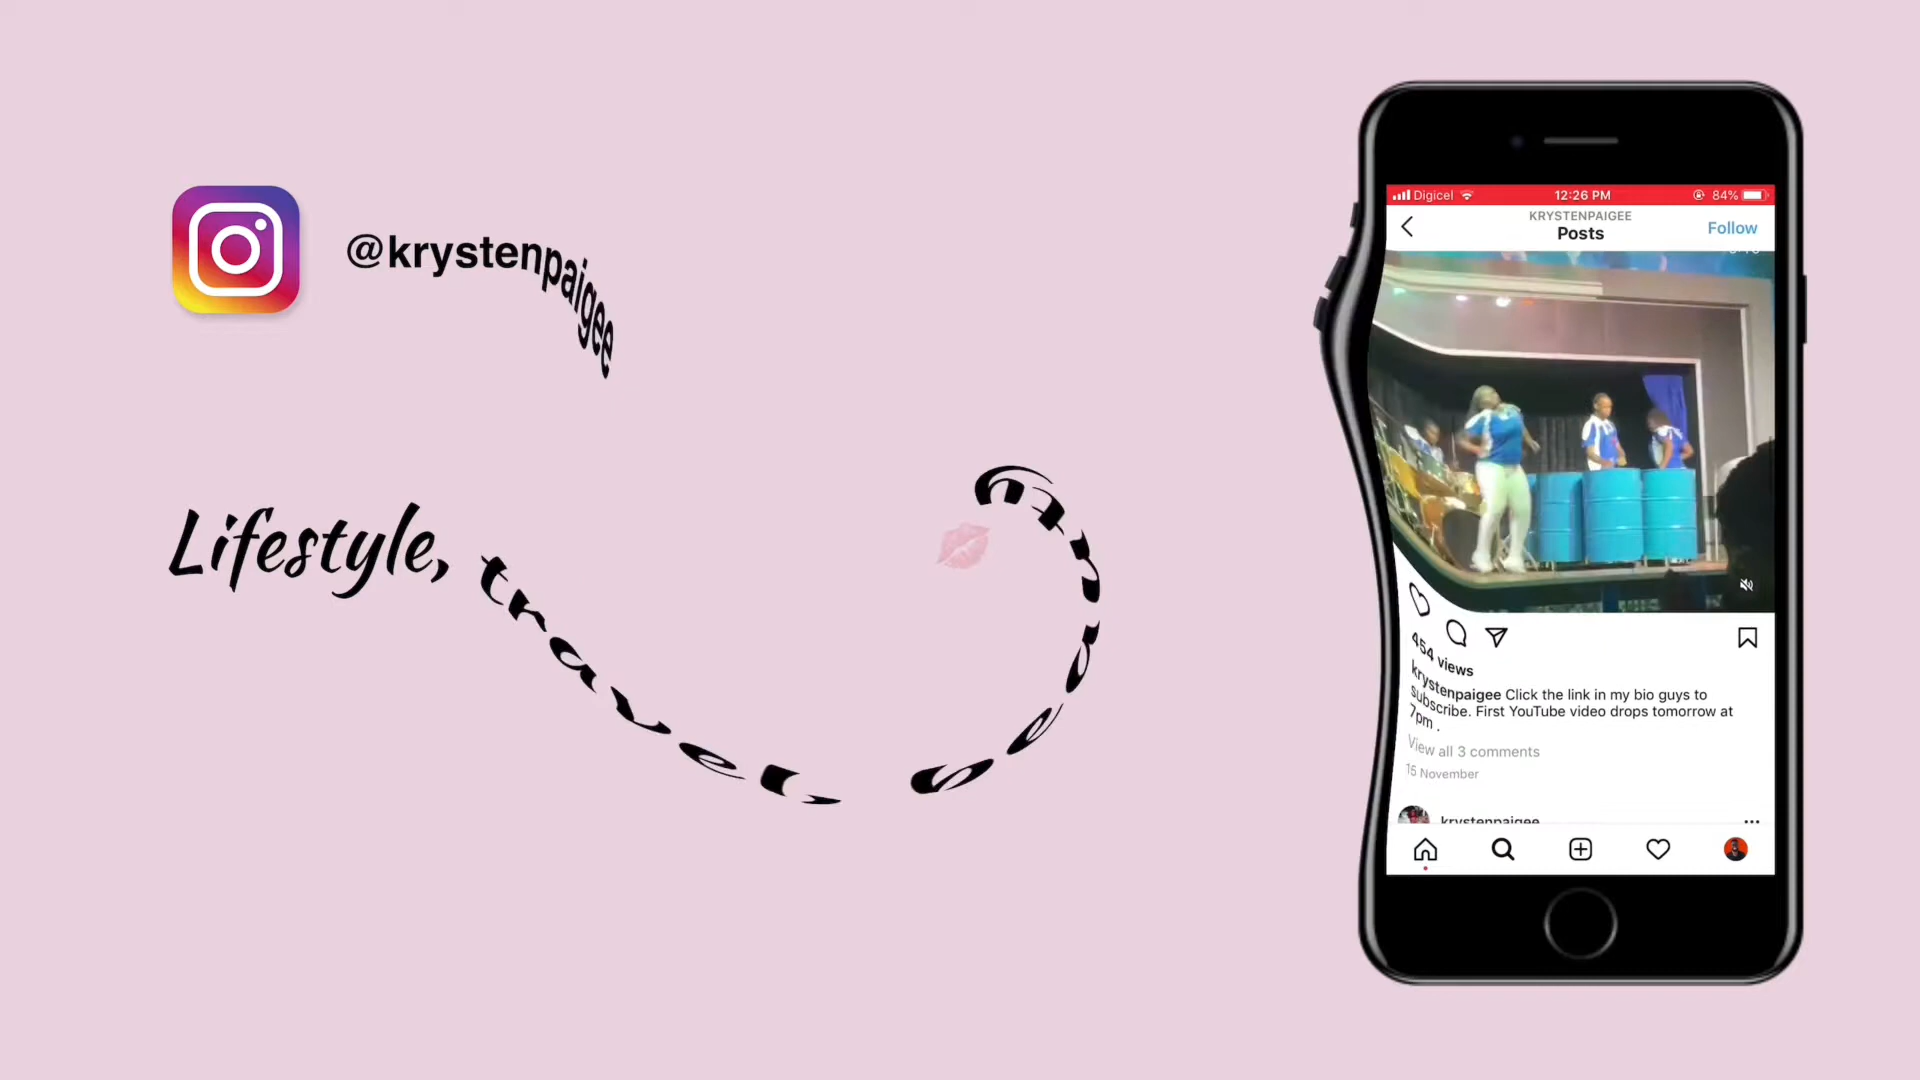 @krystenpaigee
Lifestyle, travel,
Digicel 12:26 PM 84%
KRYSTENPAIGEE
Posts
Follow
454 views
krystenpaigee Click the link in my bio guys to
subscribe. First YouTube video drops tomorrow at
7pm .
View all 3 comments
15 November
krystenpaigee